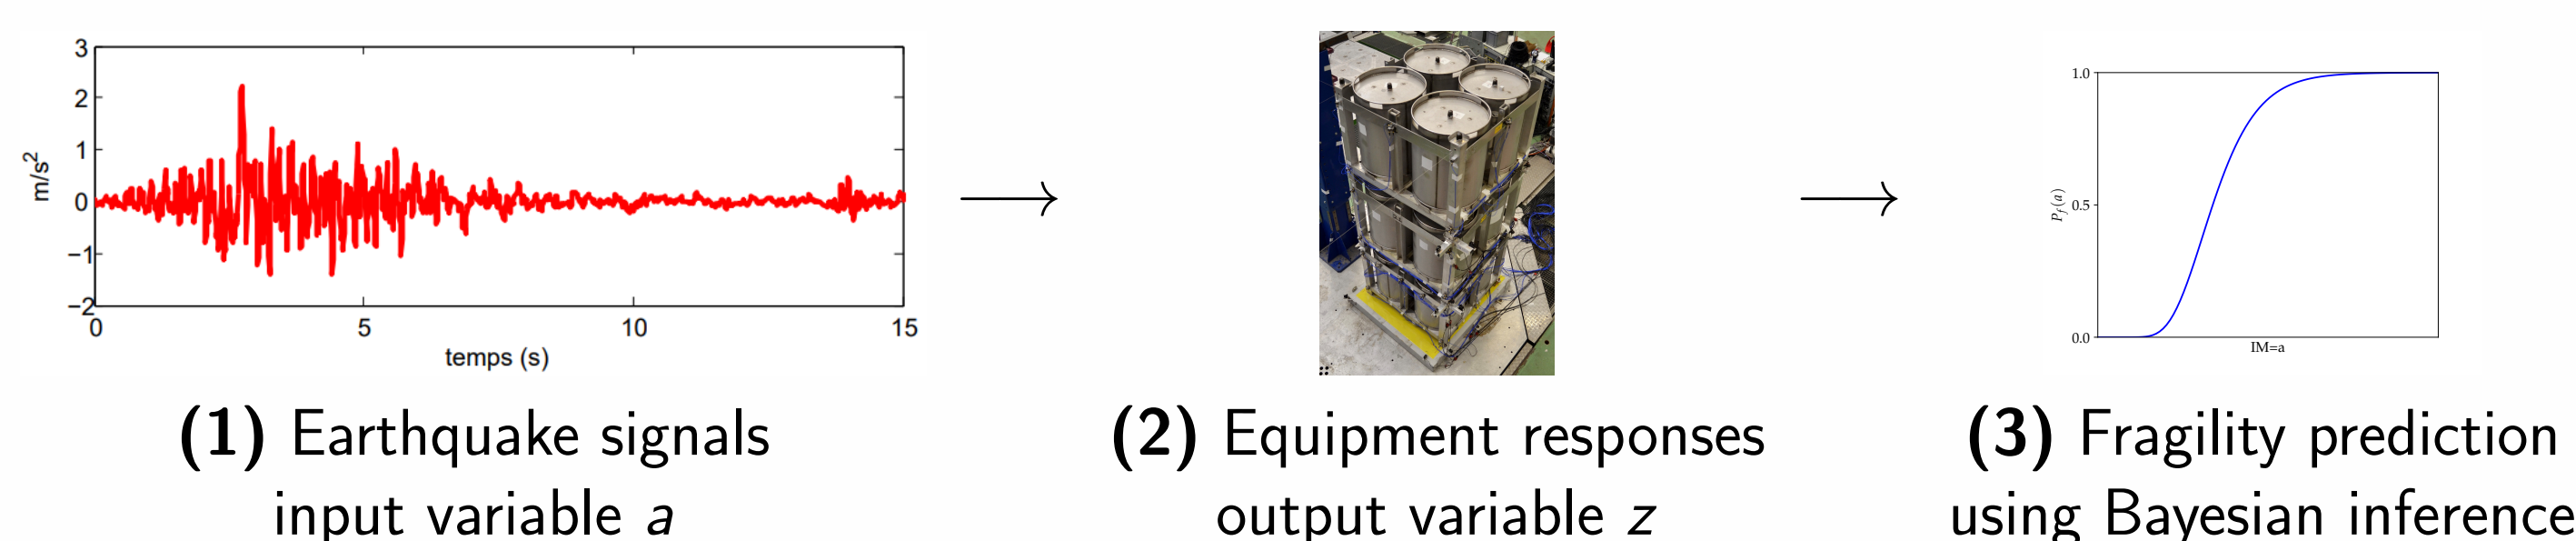 3
2
1
0
−1
−2
m/s²
0 5 10 15
temps (s)
(1) Earthquake signals
input variable a
(2) Equipment responses
output variable z
1.0
0.5
0.0
P_f(a)
IM=a
(3) Fragility prediction
using Bayesian inference